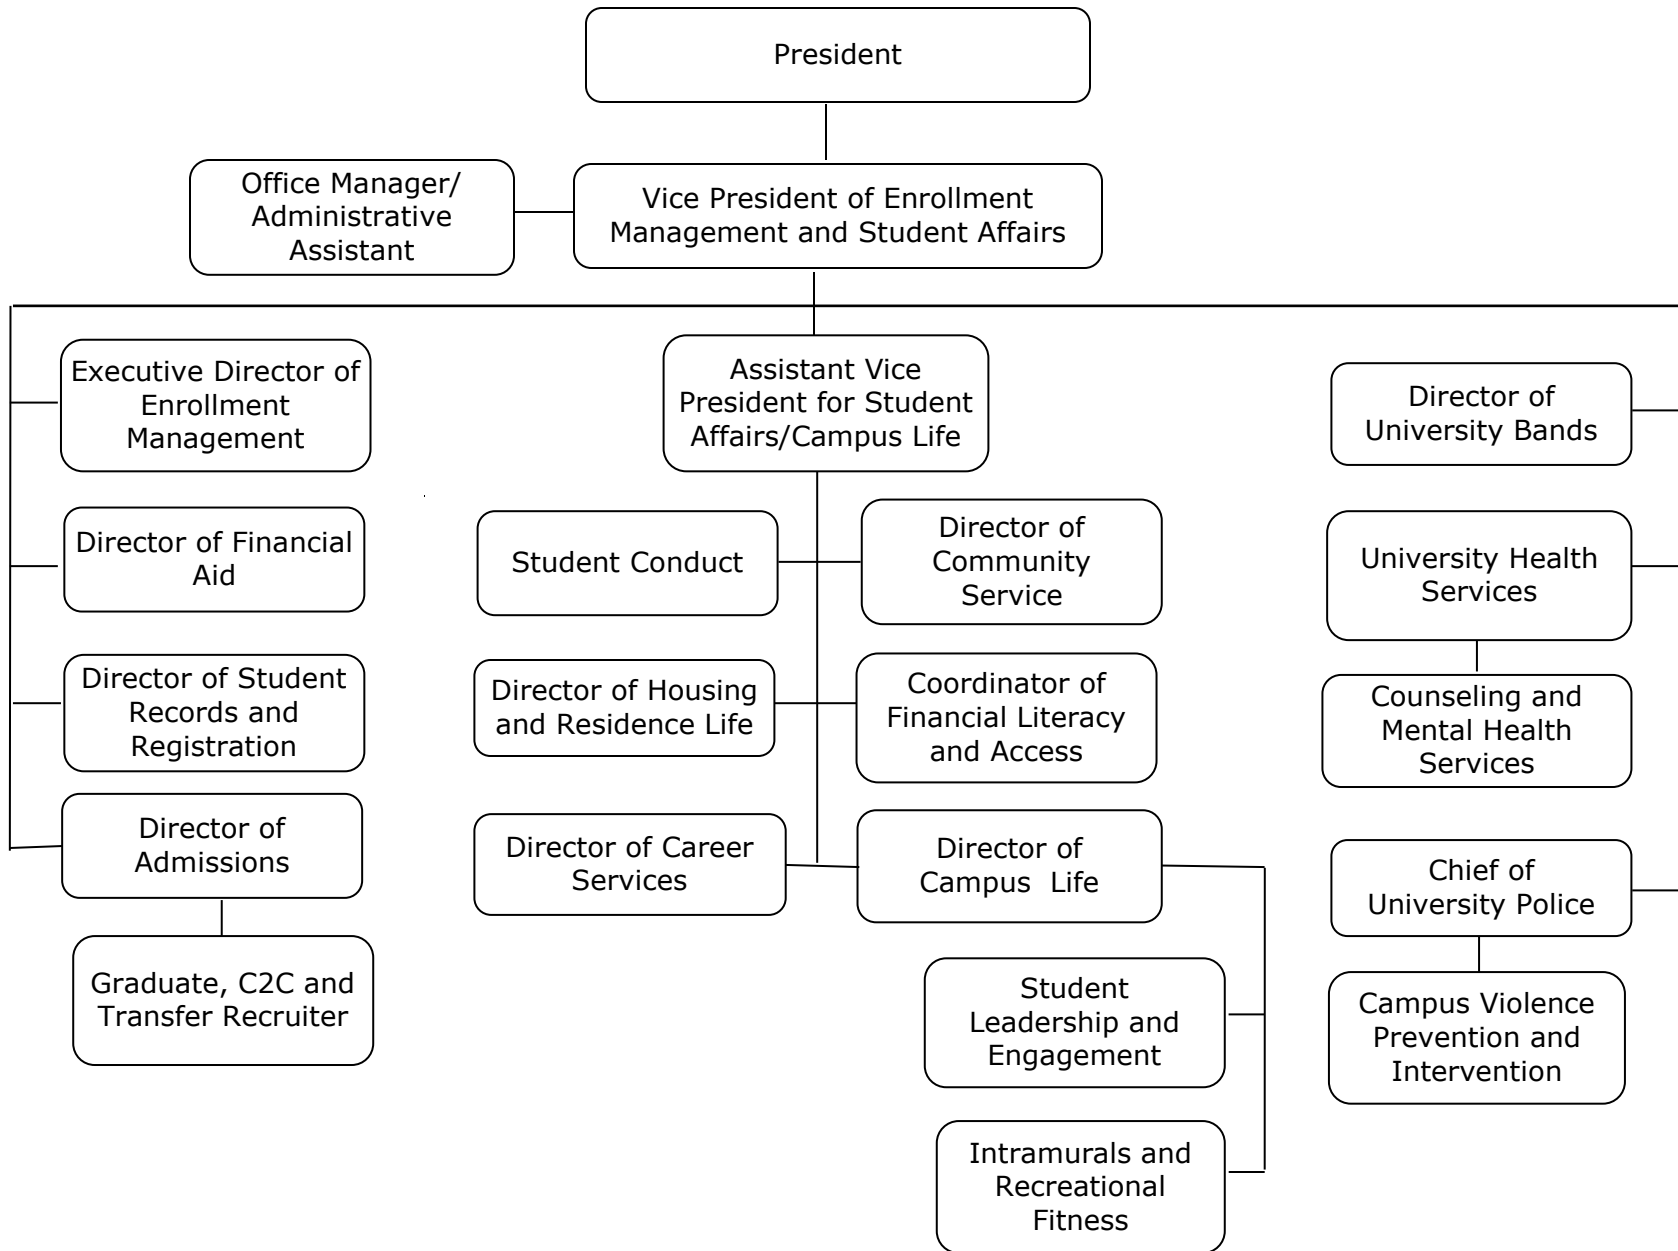 President
Office Manager/
Administrative
Assistant
Vice President of Enrollment
Management and Student Affairs
Executive Director of
Enrollment
Management
Director of Financial
Aid
Director of Student
Records and
Registration
Director of
Admissions
Graduate, C2C and
Transfer Recruiter
Assistant Vice
President for Student
Affairs/Campus Life
Student Conduct
Director of
Community
Service
Director of Housing
and Residence Life
Coordinator of
Financial Literacy
and Access
Director of Career
Services
Director of
Campus  Life
Student
Leadership and
Engagement
Intramurals and
Recreational
Fitness
Director of
University Bands
University Health
Services
Counseling and
Mental Health
Services
Chief of
University Police
Campus Violence
Prevention and
Intervention